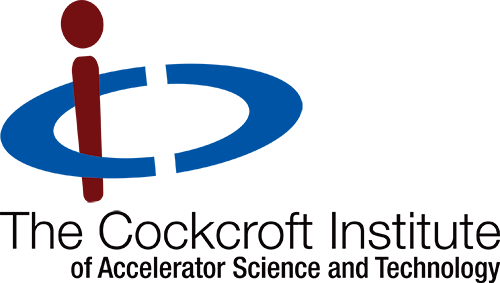 The Cockcroft Institute
of Accelerator Science and Technology